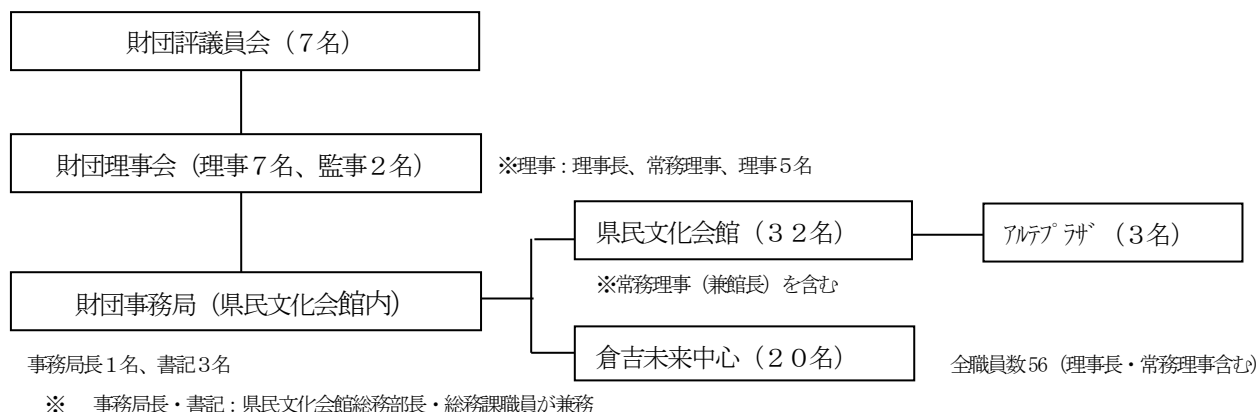 財団評議員会（７名）
財団理事会（理事７名、監事２名） ※理事：理事長、常務理事、理事５名
県民文化会館（３２名） ｱﾙﾃﾌﾟﾗｻﾞ（３名）
※常務理事（兼館長）を含む
財団事務局（県民文化会館内）
倉吉未来中心（２０名）
事務局長１名、書記３名 全職員数56（理事長・常務理事含む）
※　事務局長・書記：県民文化会館総務部長・総務課職員が兼務